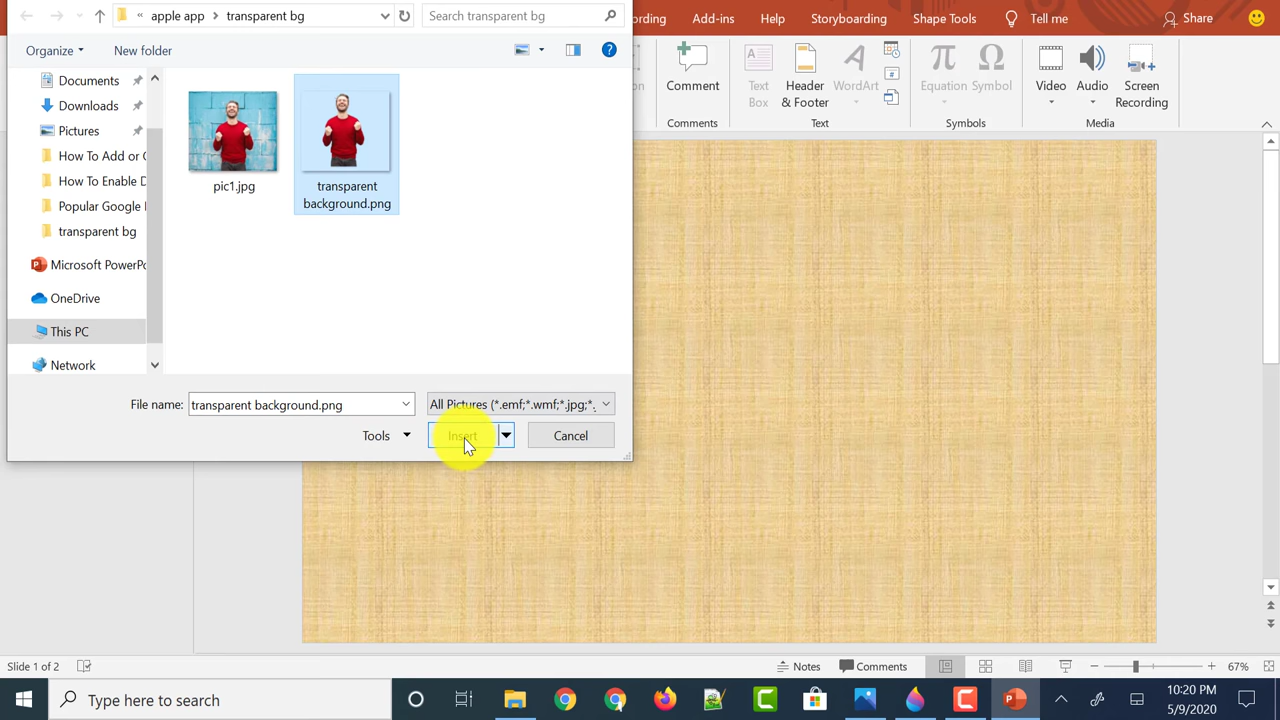 « apple app > transparent bg
Search transparent bg
Organize
New folder
Documents
Downloads
Pictures
How To Add or C
How To Enable D
Popular Google
transparent bg
Microsoft PowerPo
OneDrive
This PC
Network
pic1.jpg
transparent
background.png
File name:
transparent background.png
All Pictures (*.emf;*.wmf;*.jpg;*.
Tools
Insert
Cancel
ording
Add-ins
Help
Storyboarding
Shape Tools
Tell me
Share
Comment
Text
Box
Header
& Footer
WordArt
Equation
Symbol
Video
Audio
Screen
Recording
Comments
Text
Symbols
Media
Slide 1 of 2
Notes
Comments
67%
Type here to search
10:20 PM
5/9/2020